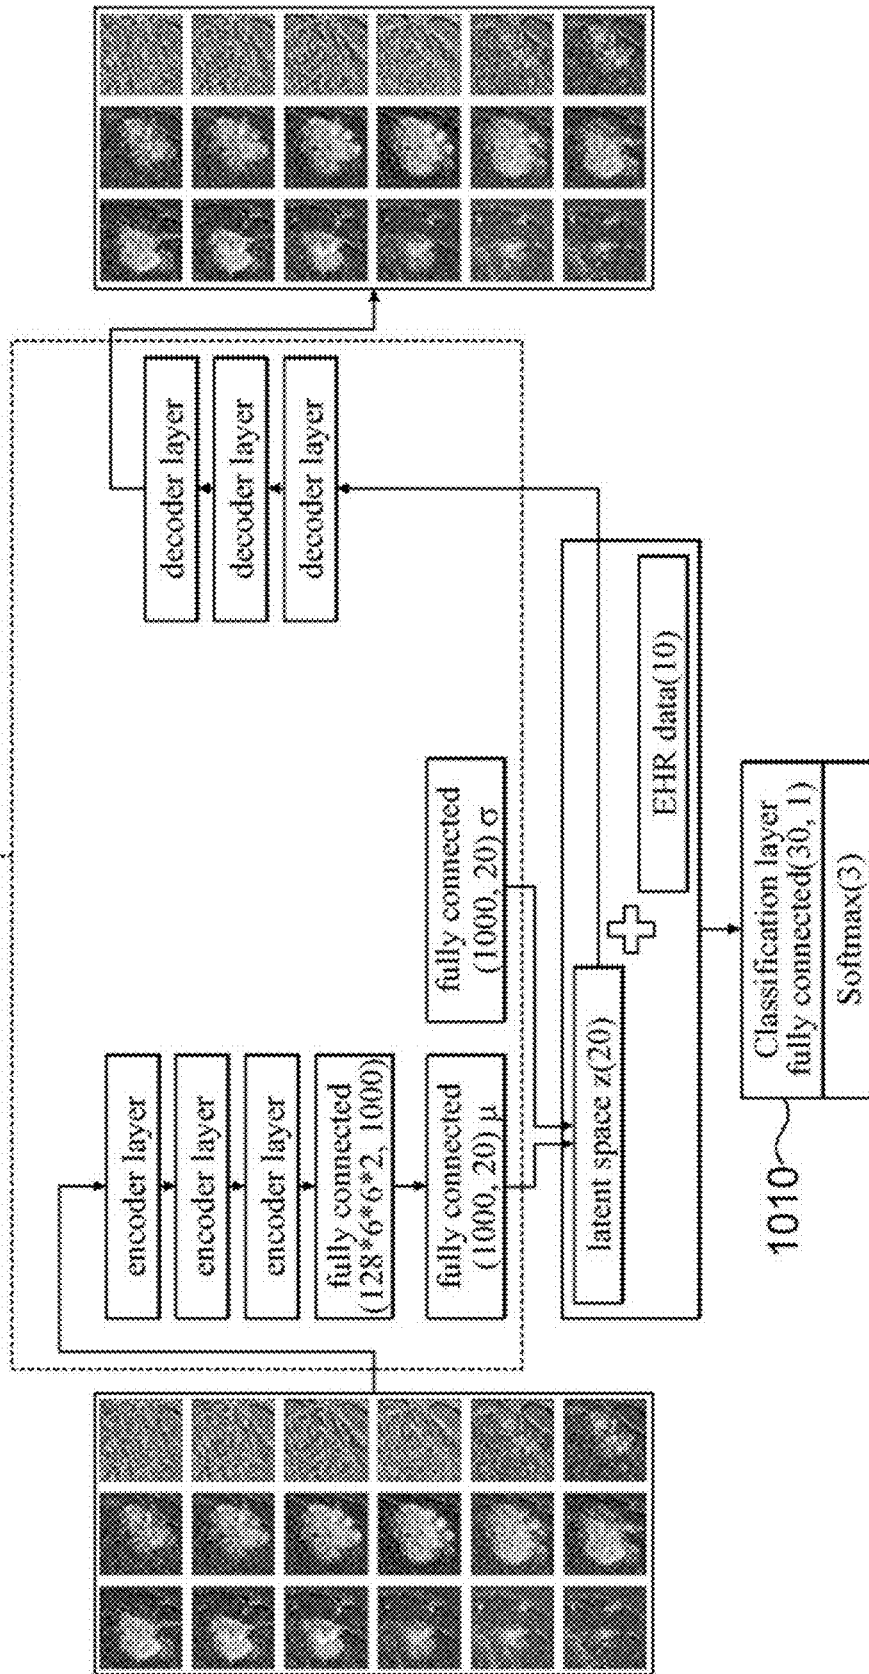 encoder layer
encoder layer
encoder layer
fully connected
(128*6*6*2, 1000)
fully connected
(1000, 20) μ
fully connected
(1000, 20) σ
decoder layer
decoder layer
decoder layer
latent space z(20)
EHR data(10)
Classification layer
fully connected(30, 1)
Softmax(3)
1010